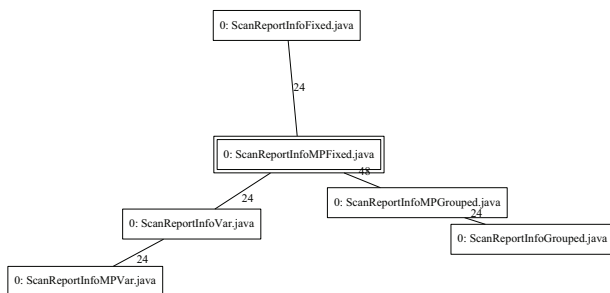 0: ScanReportInfoFixed.java
24
0: ScanReportInfoMPFixed.java
48
24
0: ScanReportInfoMPGrouped.java
24
0: ScanReportInfoVar.java
0: ScanReportInfoGrouped.java
24
0: ScanReportInfoMPVar.java